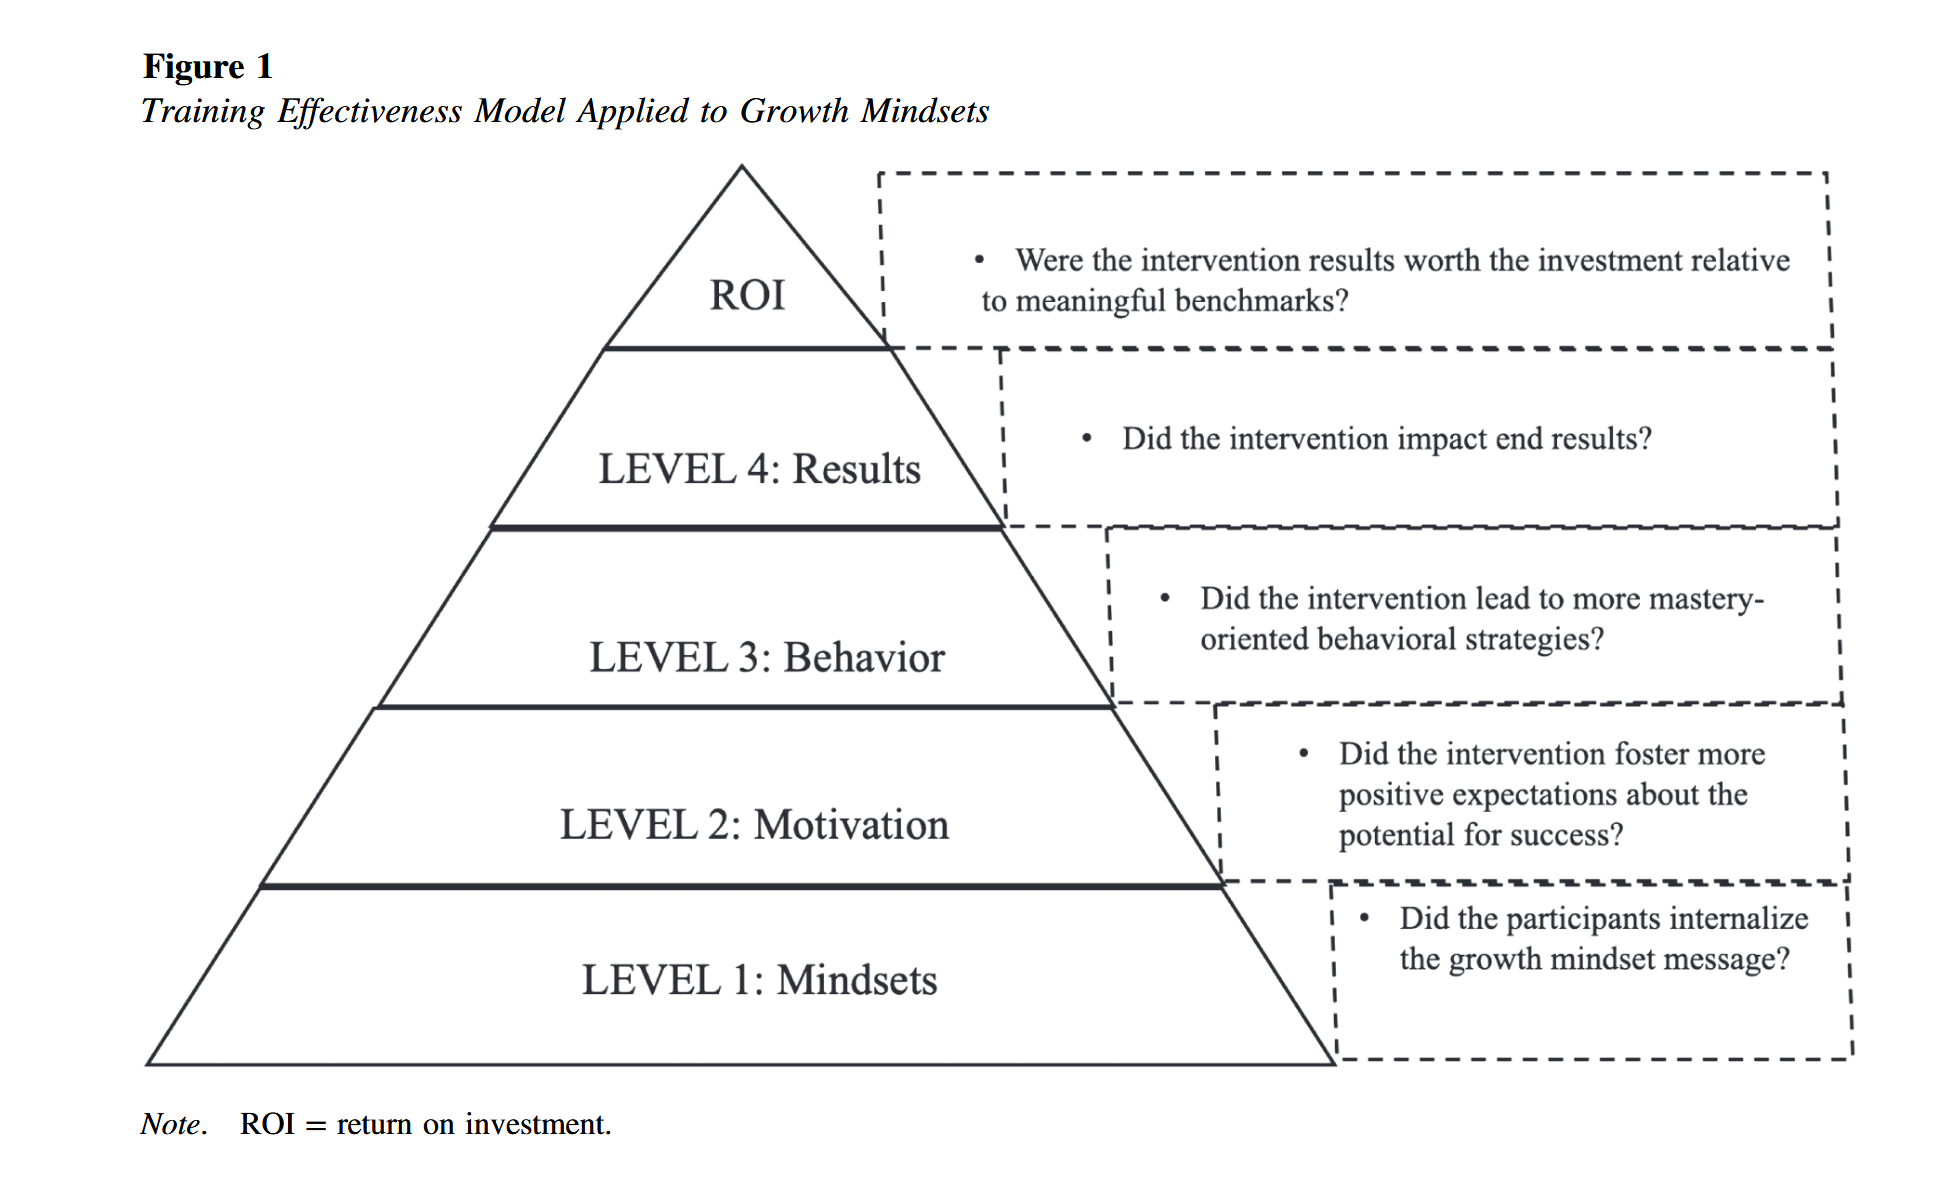 Figure 1
Training Effectiveness Model Applied to Growth Mindsets
ROI
• Were the intervention results worth the investment relative
to meaningful benchmarks?
LEVEL 4: Results
• Did the intervention impact end results?
LEVEL 3: Behavior
• Did the intervention lead to more mastery-
oriented behavioral strategies?
LEVEL 2: Motivation
• Did the intervention foster more
positive expectations about the
potential for success?
LEVEL 1: Mindsets
• Did the participants internalize
the growth mindset message?
Note. ROI = return on investment.